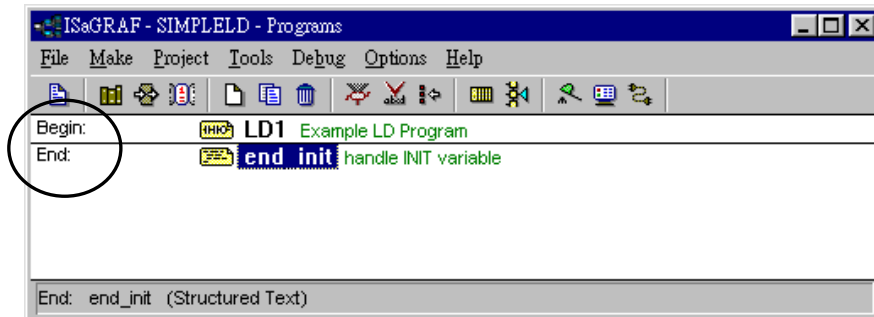 ISaGRAF - SIMPLELD - Programs
File Make Project Tools Debug Options Help
Begin: LD1 Example LD Program
End: end_init handle INIT variable
End: end_init (Structured Text)